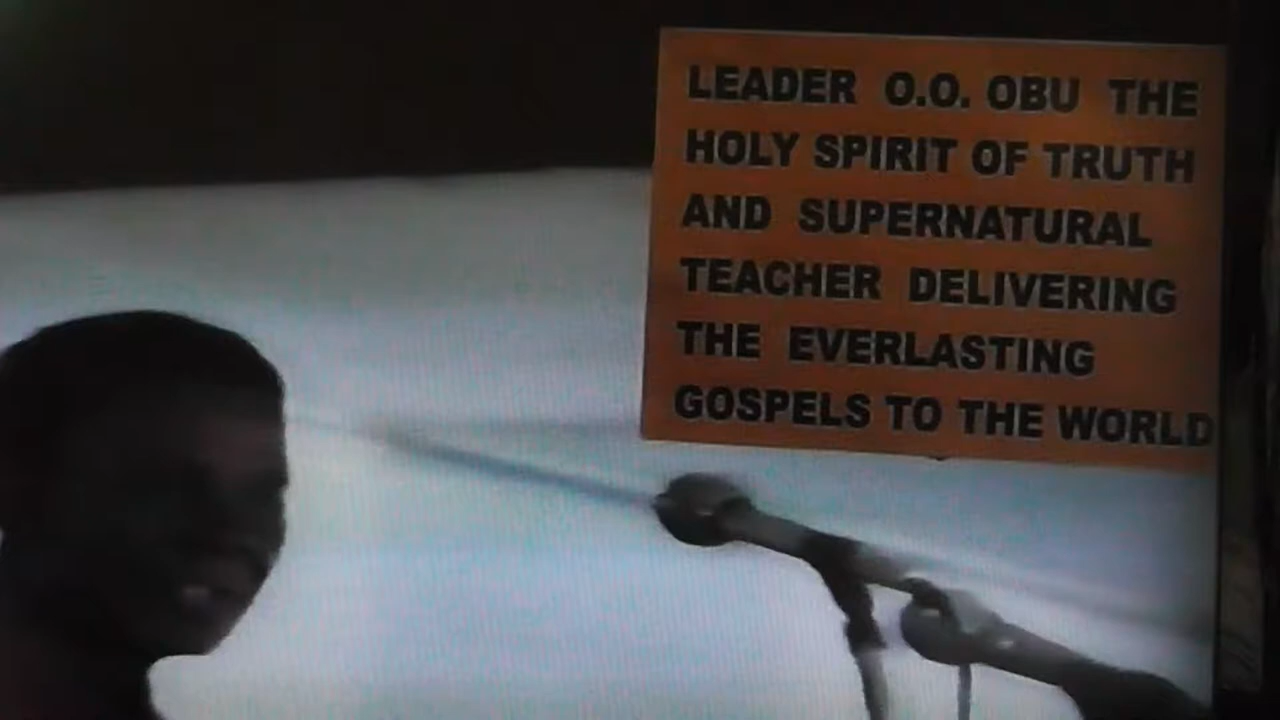 LEADER O.O. OBU THE
HOLY SPIRIT OF TRUTH
AND SUPERNATURAL
TEACHER DELIVERING
THE EVERLASTING
GOSPELS TO THE WORLD